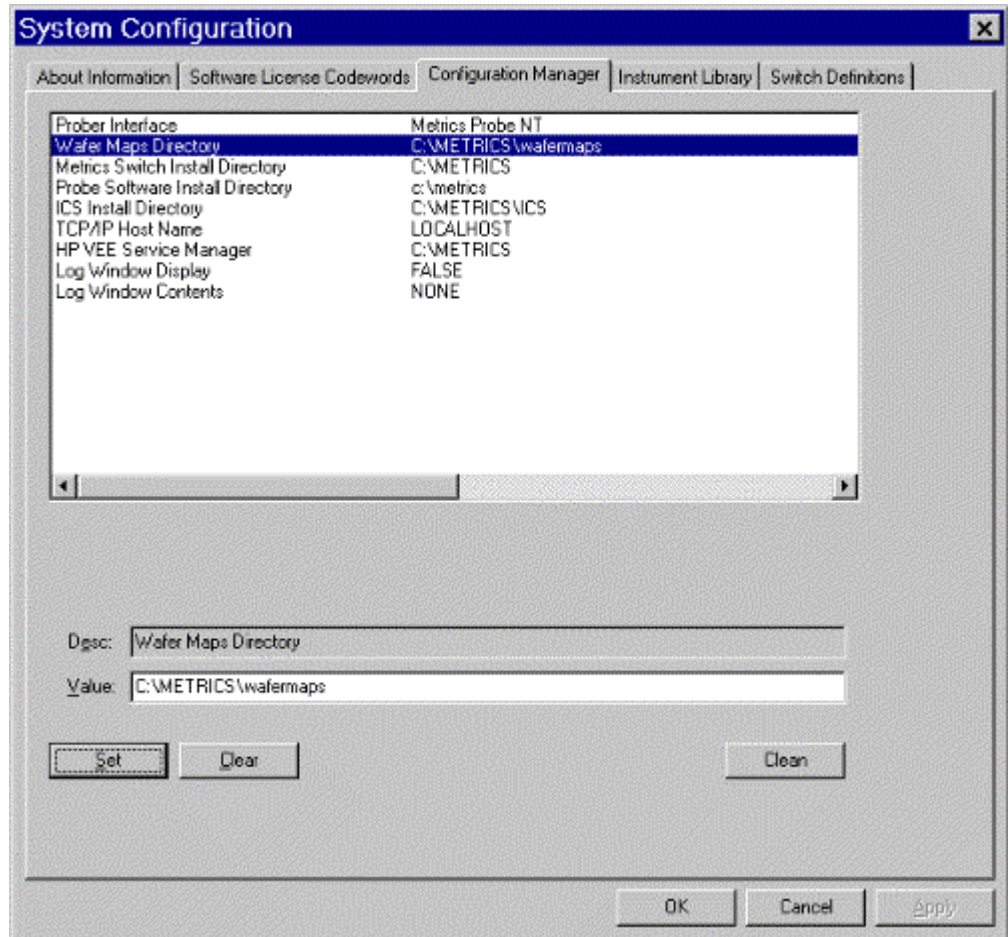 System Configuration
About Information Software License Codewords Configuration Manager Instrument Library Switch Definitions
Prober Interface Metrics Probe NT
Wafer Maps Directory C:\METRICS\wafermaps
Metrics Switch Install Directory C:\METRICS
Probe Software Install Directory c:\metrics
ICS Install Directory C:\METRICS\ICS
TCP/IP Host Name LOCALHOST
HP VEE Service Manager C:\METRICS
Log Window Display FALSE
Log Window Contents NONE
Desc: Wafer Maps Directory
Value: C:\METRICS\wafermaps
Set Clear Clean
OK Cancel Apply